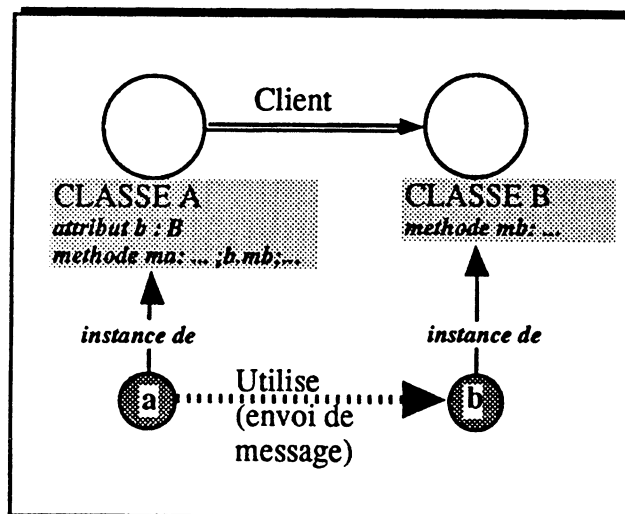 Client
CLASSE A
attribut b : B
methode ma: ... ;b.mb;...
CLASSE B
methode mb: ...
instance de
instance de
a
Utilise
(envoi de
message)
b